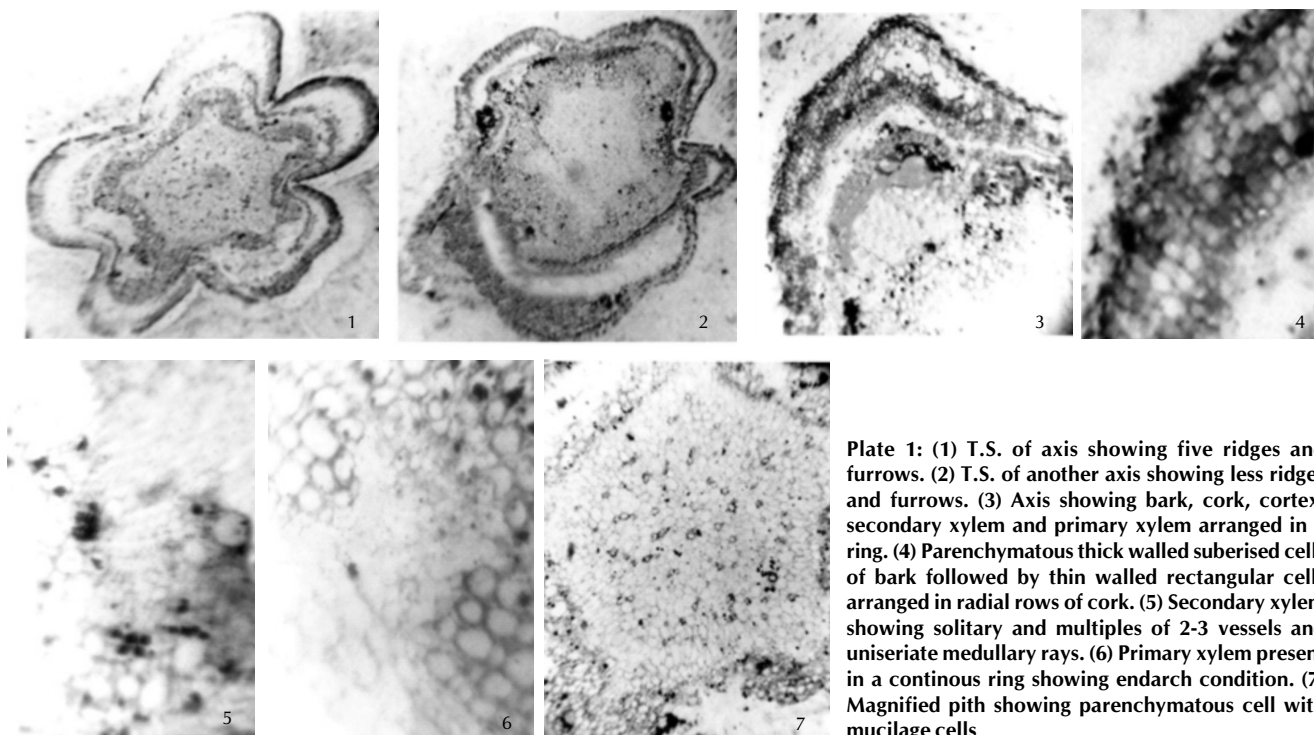 1
2
3
4
5
6
7
Plate 1: (1) T.S. of axis showing five ridges an
furrows. (2) T.S. of another axis showing less ridge
and furrows. (3) Axis showing bark, cork, cortex
secondary xylem and primary xylem arranged in
ring. (4) Parenchymatous thick walled suberised cell
of bark followed by thin walled rectangular cell
arranged in radial rows of cork. (5) Secondary xylem
showing solitary and multiples of 2-3 vessels an
uniseriate medullary rays. (6) Primary xylem presen
in a continous ring showing endarch condition. (7
Magnified pith showing parenchymatous cell wit
mucilage cells